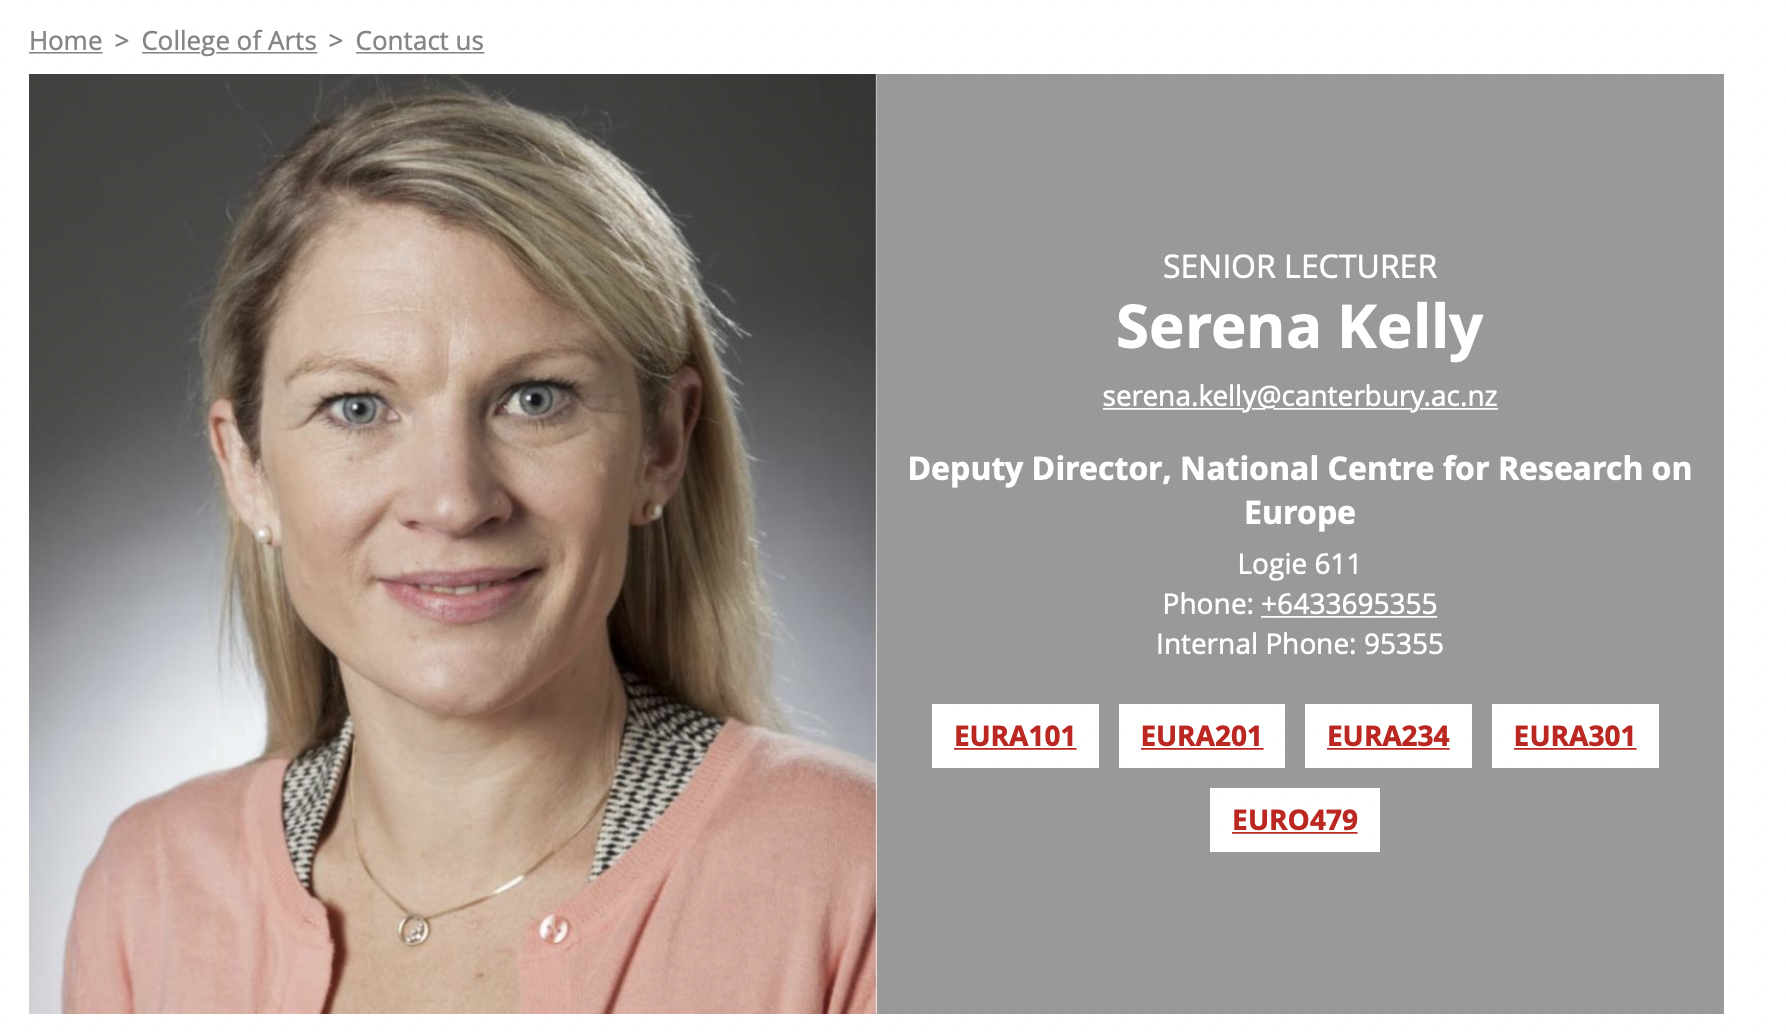 Home > College of Arts > Contact us
SENIOR LECTURER
Serena Kelly
serena.kelly@canterbury.ac.nz
Deputy Director, National Centre for Research on
Europe
Logie 611
Phone: +6433695355
Internal Phone: 95355
EURA101 EURA201 EURA234 EURA301
EURO479